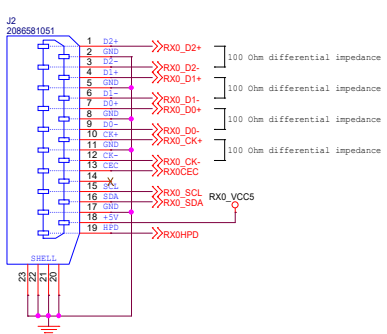 J2
2086581051
1 D2+ RX0_D2+
2 GND
3 D2- RX0_D2-
4 D1+ RX0_D1+
5 GND
6 D1- RX0_D1-
7 D0+ RX0_D0+
8 GND
9 D0- RX0_D0-
10 CK+ RX0_CK+
11 GND
12 CK- RX0_CK-
13 CEC RX0CEC
14
15 SCL RX0_SCL
16 SDA RX0_SDA
17 GND
18 +5V RX0_VCC5
19 HPD RX0HPD
100 Ohm differential impedance
100 Ohm differential impedance
100 Ohm differential impedance
100 Ohm differential impedance
SHELL
23 22 21 20